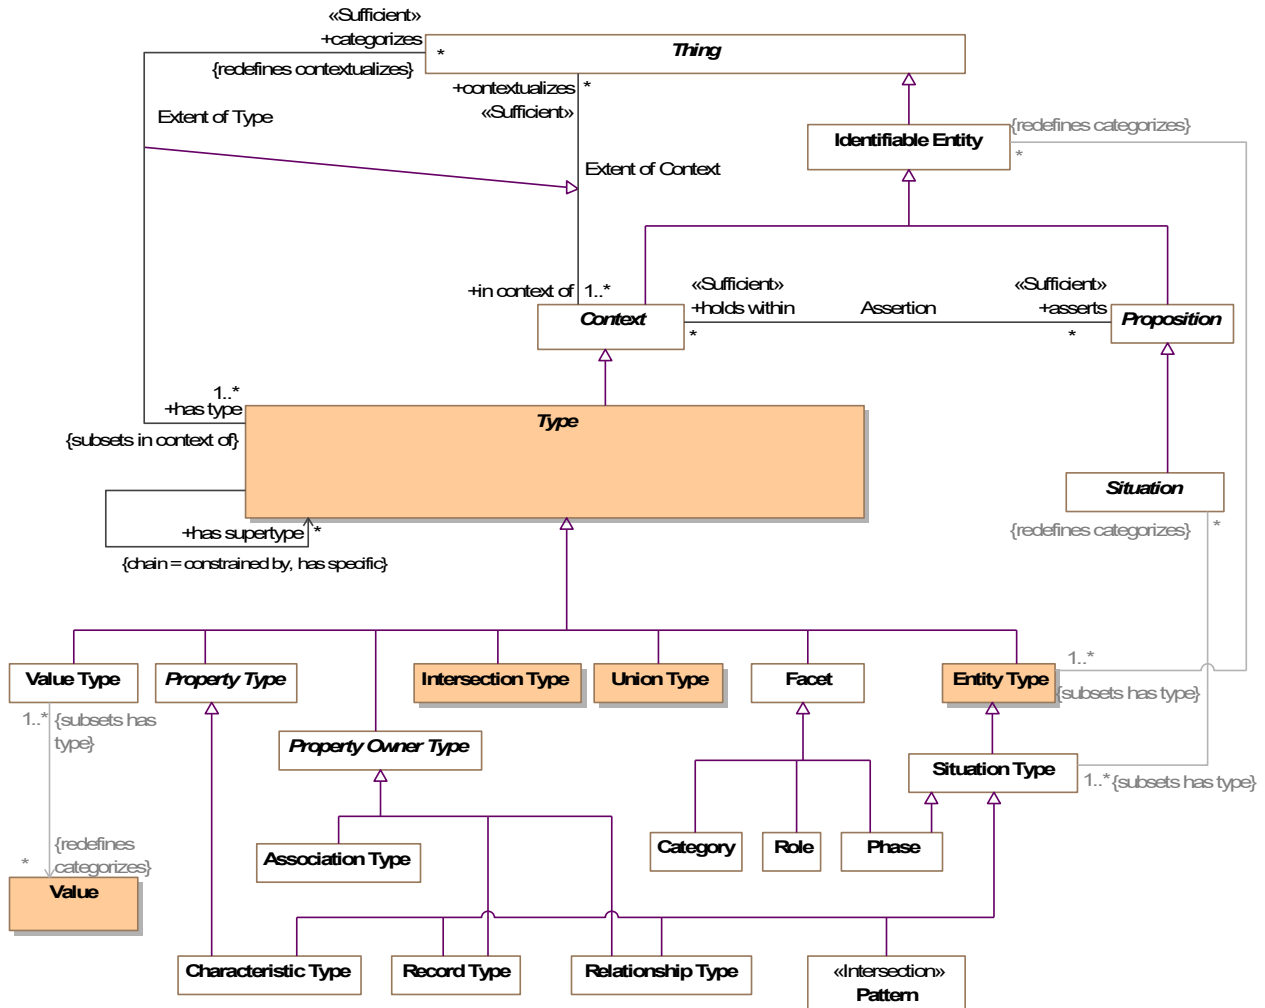 «Sufficient»
+categorizes
*
{redefines contextualizes}
Thing
+contextualizes
*
«Sufficient»
Extent of Type
Identifiable Entity
{redefines categorizes}
*
Extent of Context
+in context of
1..*
Context
«Sufficient»
+holds within
*
Assertion
«Sufficient»
+asserts
*
Proposition
1..*
+has type
{subsets in context of}
Type
+has supertype
*
{chain = constrained by, has specific}
Situation
{redefines categorizes}
*
Value Type
Property Type
Intersection Type
Union Type
Facet
Entity Type
1..*
{subsets has type}
1..*
{subsets has
type}
Property Owner Type
Situation Type
1..*
{subsets has type}
Association Type
Category
Role
Phase
{redefines
categorizes}
*
Value
Characteristic Type
Record Type
Relationship Type
«Intersection»
Pattern